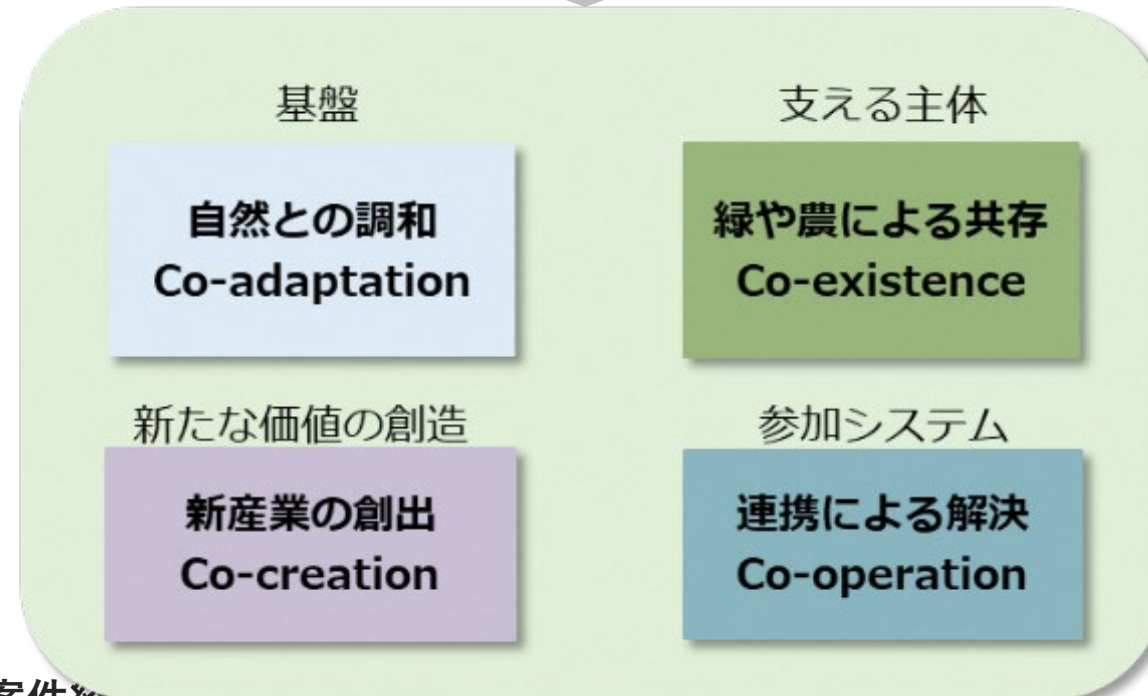 基盤
自然との調和
Co-adaptation
支える主体
緑や農による共存
Co-existence
新たな価値の創造
新産業の創出
Co-creation
参加システム
連携による解決
Co-operation